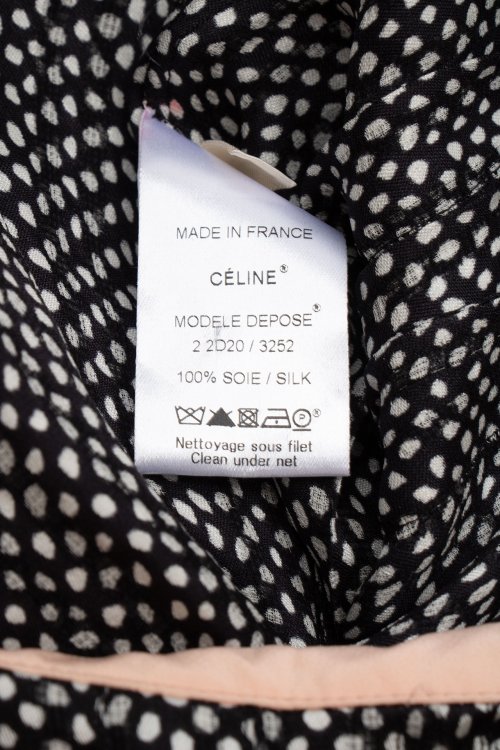 MADE IN FRANCE
CÉLINE®
MODELE DEPOSE®
2 2D20 / 3252
100% SOIE / SILK
P ®
Nettoyage sous filet
Clean under net